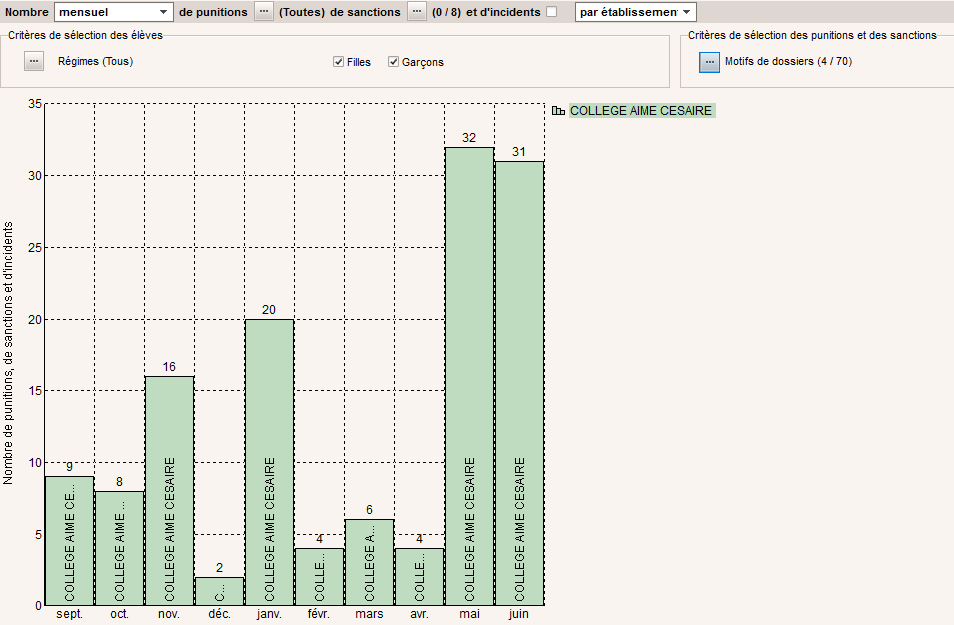 Nombre mensuel de punitions ... (Toutes) de sanctions ... (0 / 8) et d'incidents par établissemen
Critères de sélection des élèves
... Régimes (Tous) Filles Garçons
Critères de sélection des punitions et des sanctions
... Motifs de dossiers (4 / 70)
COLLEGE AIME CESAIRE
Nombre de punitions, de sanctions et d'incidents
35
30
25
20
15
10
5
0
9
8
16
2
20
4
6
4
32
31
COLLEGE AIME CE...
COLLEGE AIME ...
COLLEGE AIME CESAIRE
C...
COLLEGE AIME CESAIRE
COLLE...
COLLEGE A...
COLLE...
COLLEGE AIME CESAIRE
COLLEGE AIME CESAIRE
sept. oct. nov. déc. janv. févr. mars avr. mai juin